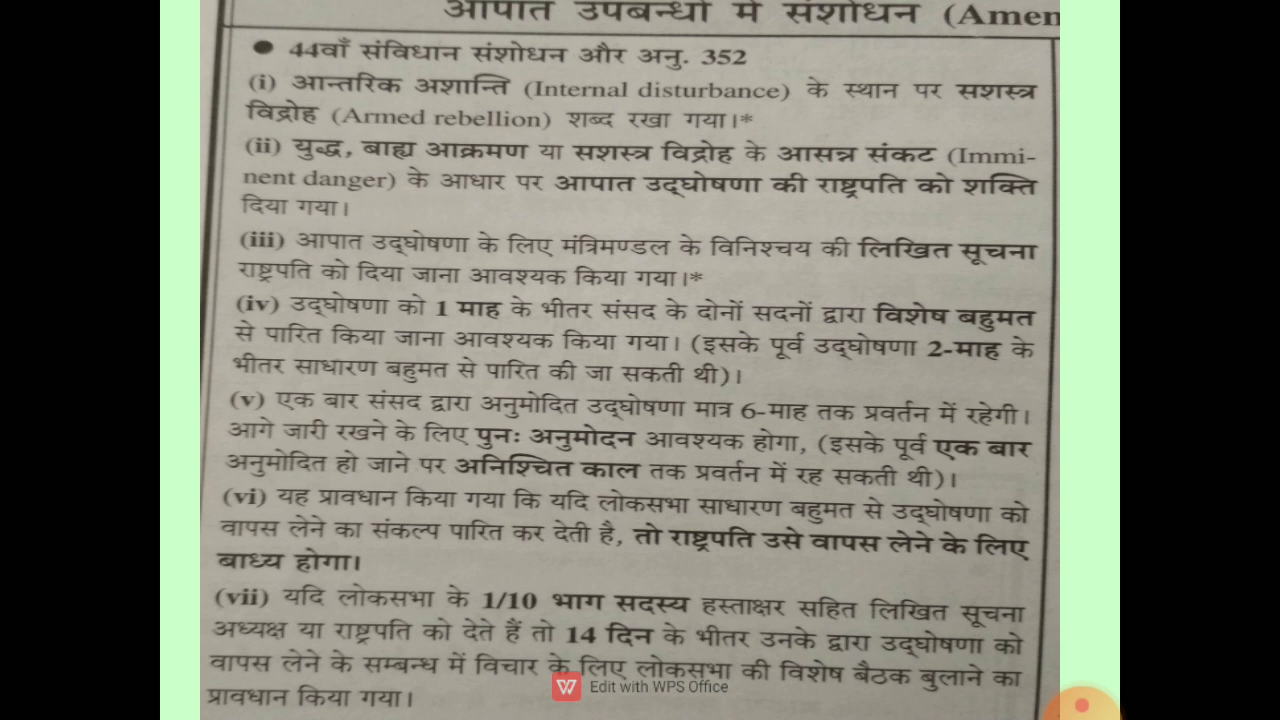 आपात उपबन्धों में संशोधन (Amen
● 44वाँ संविधान संशोधन और अनु. 352
(i) आन्तरिक अशान्ति (Internal disturbance) के स्थान पर सशस्त्र
विद्रोह (Armed rebellion) शब्द रखा गया।*
(ii) युद्ध, बाह्य आक्रमण या सशस्त्र विद्रोह के आसन्न संकट (Immi-
nent danger) के आधार पर आपात उद्घोषणा की राष्ट्रपति को शक्ति
दिया गया।
(iii) आपात उद्घोषणा के लिए मंत्रिमण्डल के विनिश्चय की लिखित सूचना
राष्ट्रपति को दिया जाना आवश्यक किया गया।*
(iv) उद्घोषणा को 1 माह के भीतर संसद के दोनों सदनों द्वारा विशेष बहुमत
से पारित किया जाना आवश्यक किया गया। (इसके पूर्व उद्घोषणा 2-माह के
भीतर साधारण बहुमत से पारित की जा सकती थी)।
(v) एक बार संसद द्वारा अनुमोदित उद्घोषणा मात्र 6-माह तक प्रवर्तन में रहेगी।
आगे जारी रखने के लिए पुनः अनुमोदन आवश्यक होगा, (इसके पूर्व एक बार
अनुमोदित हो जाने पर अनिश्चित काल तक प्रवर्तन में रह सकती थी)।
(vi) यह प्रावधान किया गया कि यदि लोकसभा साधारण बहुमत से उद्घोषणा को
वापस लेने का संकल्प पारित कर देती है, तो राष्ट्रपति उसे वापस लेने के लिए
बाध्य होगा।
(vii) यदि लोकसभा के 1/10 भाग सदस्य हस्ताक्षर सहित लिखित सूचना
अध्यक्ष या राष्ट्रपति को देते हैं तो 14 दिन के भीतर उनके द्वारा उद्घोषणा को
वापस लेने के सम्बन्ध में विचार के लिए लोकसभा की विशेष बैठक बुलाने का
प्रावधान किया गया।
Edit with WPS Office